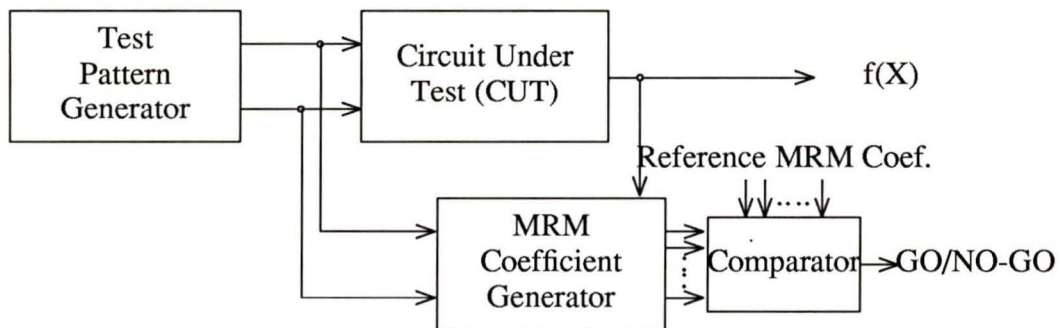 Test
Pattern
Generator
Circuit Under
Test (CUT)
f(X)
Reference MRM Coef.
MRM
Coefficient
Generator
Comparator
GO/NO-GO